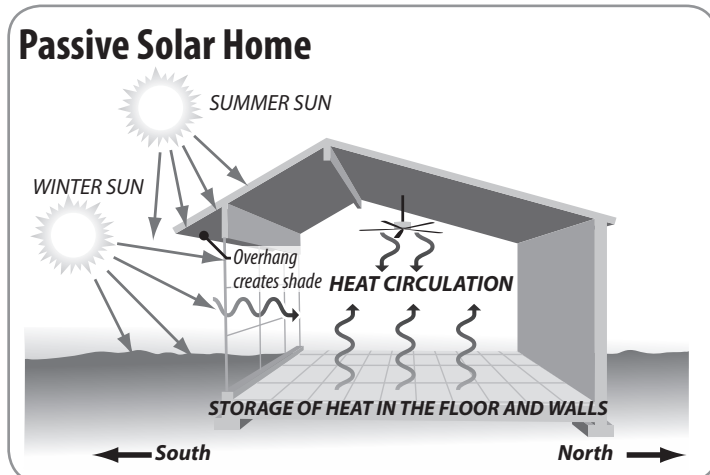 Passive Solar Home
SUMMER SUN
WINTER SUN
Overhang
creates shade
HEAT CIRCULATION
STORAGE OF HEAT IN THE FLOOR AND WALLS
South
North